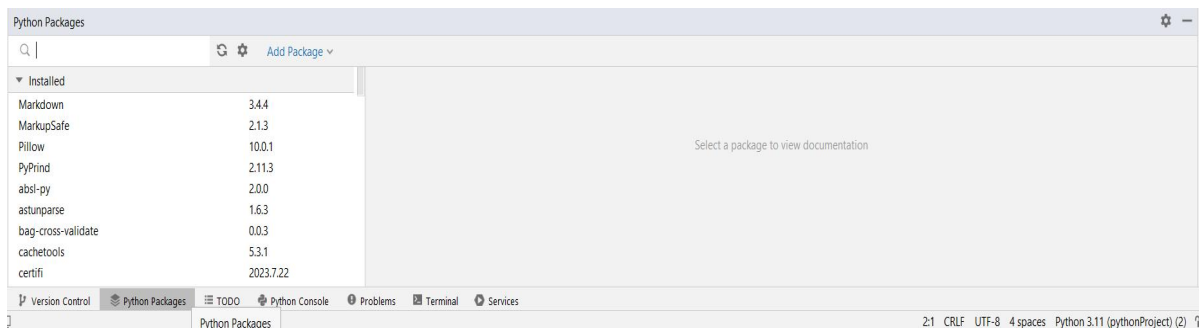 Python Packages
Add Package
Installed
Markdown 3.4.4
MarkupSafe 2.1.3
Pillow 10.0.1
PyPrind 2.11.3
absl-py 2.0.0
astunparse 1.6.3
bag-cross-validate 0.0.3
cachetools 5.3.1
certifi 2023.7.22
Select a package to view documentation
Version Control Python Packages TODO Python Console Problems Terminal Services
Python Packages
2:1 CRLF UTF-8 4 spaces Python 3.11 (pythonProject) (2)